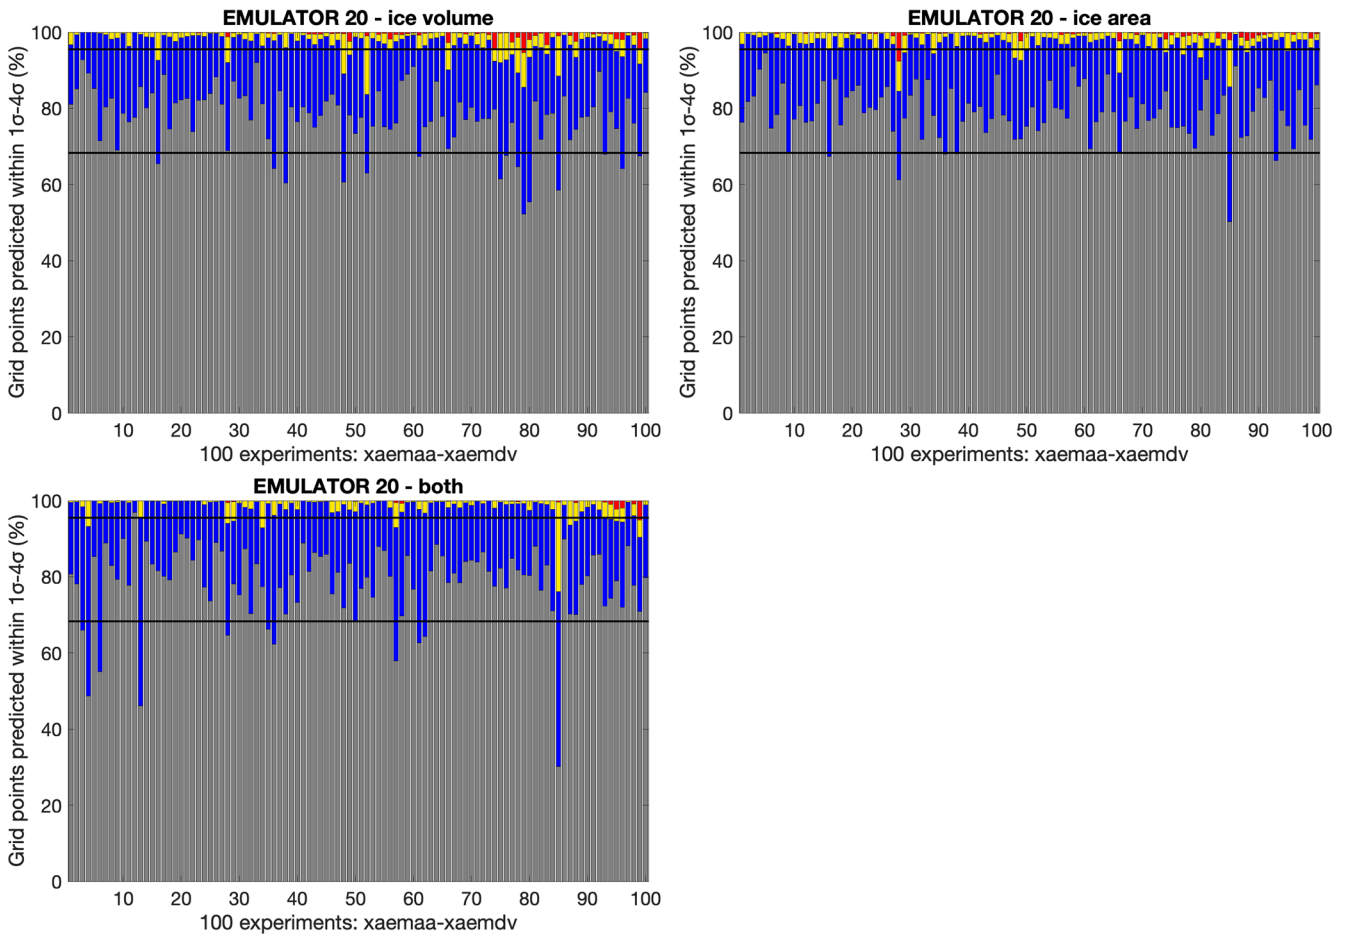 EMULATOR 20 - ice volume
Grid points predicted within 1σ-4σ (%)
100
80
60
40
20
0
10 20 30 40 50 60 70 80 90 100
100 experiments: xaemaa-xaemdv
EMULATOR 20 - ice area
Grid points predicted within 1σ-4σ (%)
100
80
60
40
20
0
10 20 30 40 50 60 70 80 90 100
100 experiments: xaemaa-xaemdv
EMULATOR 20 - both
Grid points predicted within 1σ-4σ (%)
100
80
60
40
20
0
10 20 30 40 50 60 70 80 90 100
100 experiments: xaemaa-xaemdv